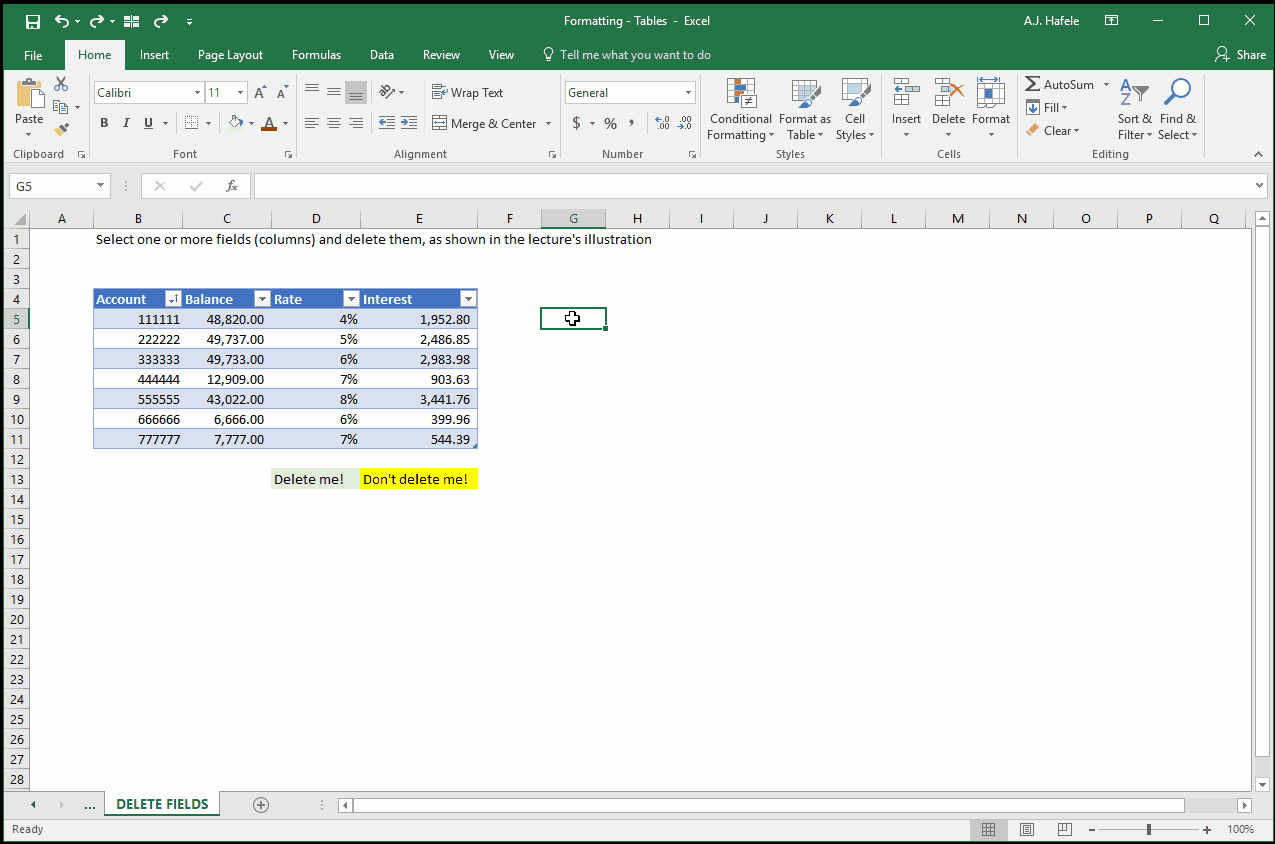 Formatting - Tables - Excel
A.J. Hafele
File Home Insert Page Layout Formulas Data Review View Tell me what you want to do Share
Paste
Clipboard
Calibri 11
B I U A
Font
Wrap Text
Merge & Center
Alignment
General
$ % ,
Number
Conditional Formatting
Format as Table
Cell Styles
Styles
Insert
Delete
Format
Cells
AutoSum
Fill
Clear
Sort & Filter
Find & Select
Editing
G5 fx
A B C D E F G H I J K L M N O P Q
1 Select one or more fields (columns) and delete them, as shown in the lecture's illustration
2
3
4 Account Balance Rate Interest
5 111111 48,820.00 4% 1,952.80
6 222222 49,737.00 5% 2,486.85
7 333333 49,733.00 6% 2,983.98
8 444444 12,909.00 7% 903.63
9 555555 43,022.00 8% 3,441.76
10 666666 6,666.00 6% 399.96
11 777777 7,777.00 7% 544.39
12
13 Delete me! Don't delete me!
14
15
16
17
18
19
20
21
22
23
24
25
26
27
28
... DELETE FIELDS
Ready 100%